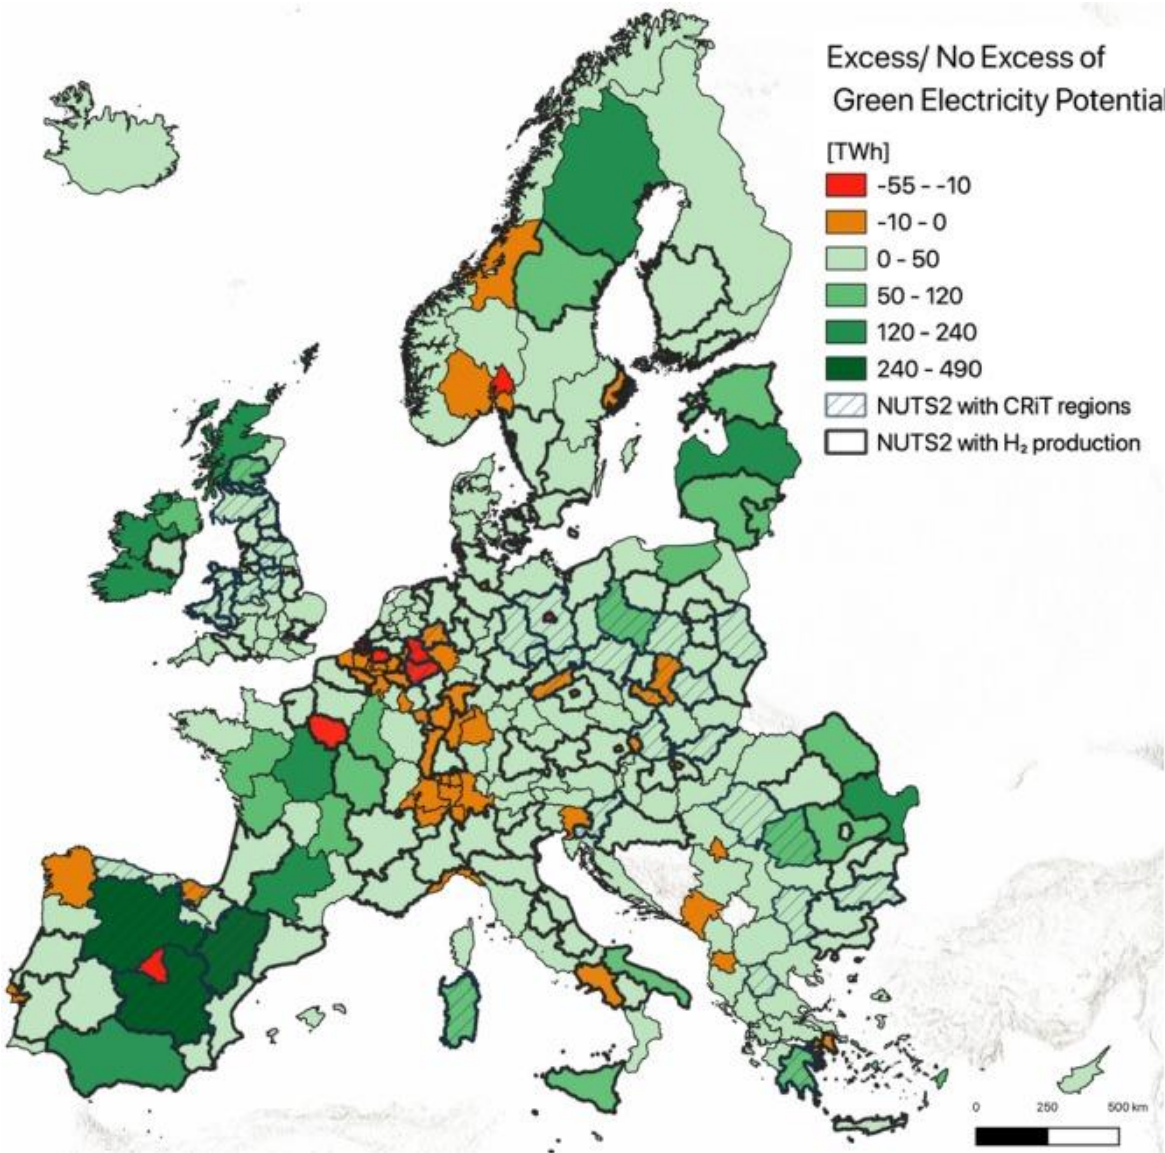 Excess/ No Excess of
Green Electricity Potential
[TWh]
-55 - -10
-10 - 0
0 - 50
50 - 120
120 - 240
240 - 490
NUTS2 with CRiT regions
NUTS2 with H₂ production
0 250 500 km